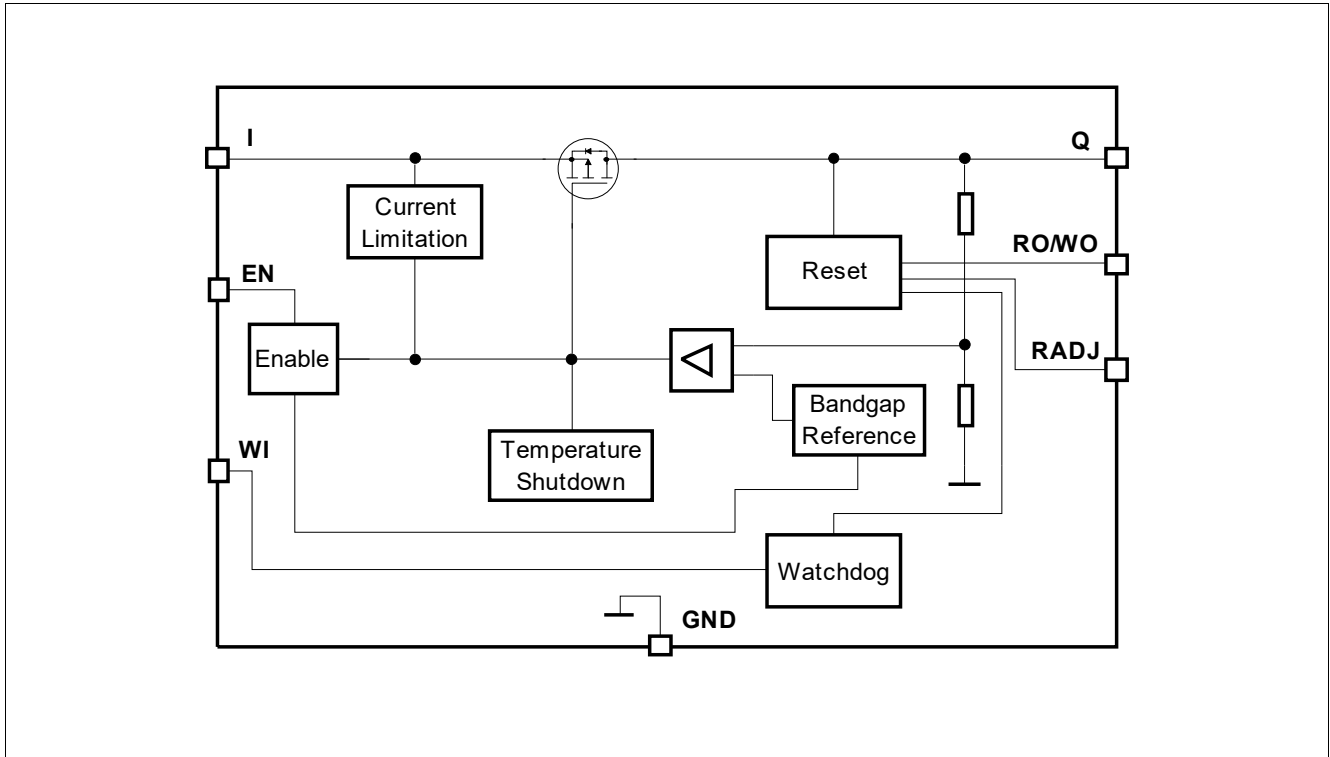 I
Q
Current
Limitation
RO/WO
Reset
EN
Enable
RADJ
Bandgap
Reference
Temperature
Shutdown
WI
Watchdog
GND